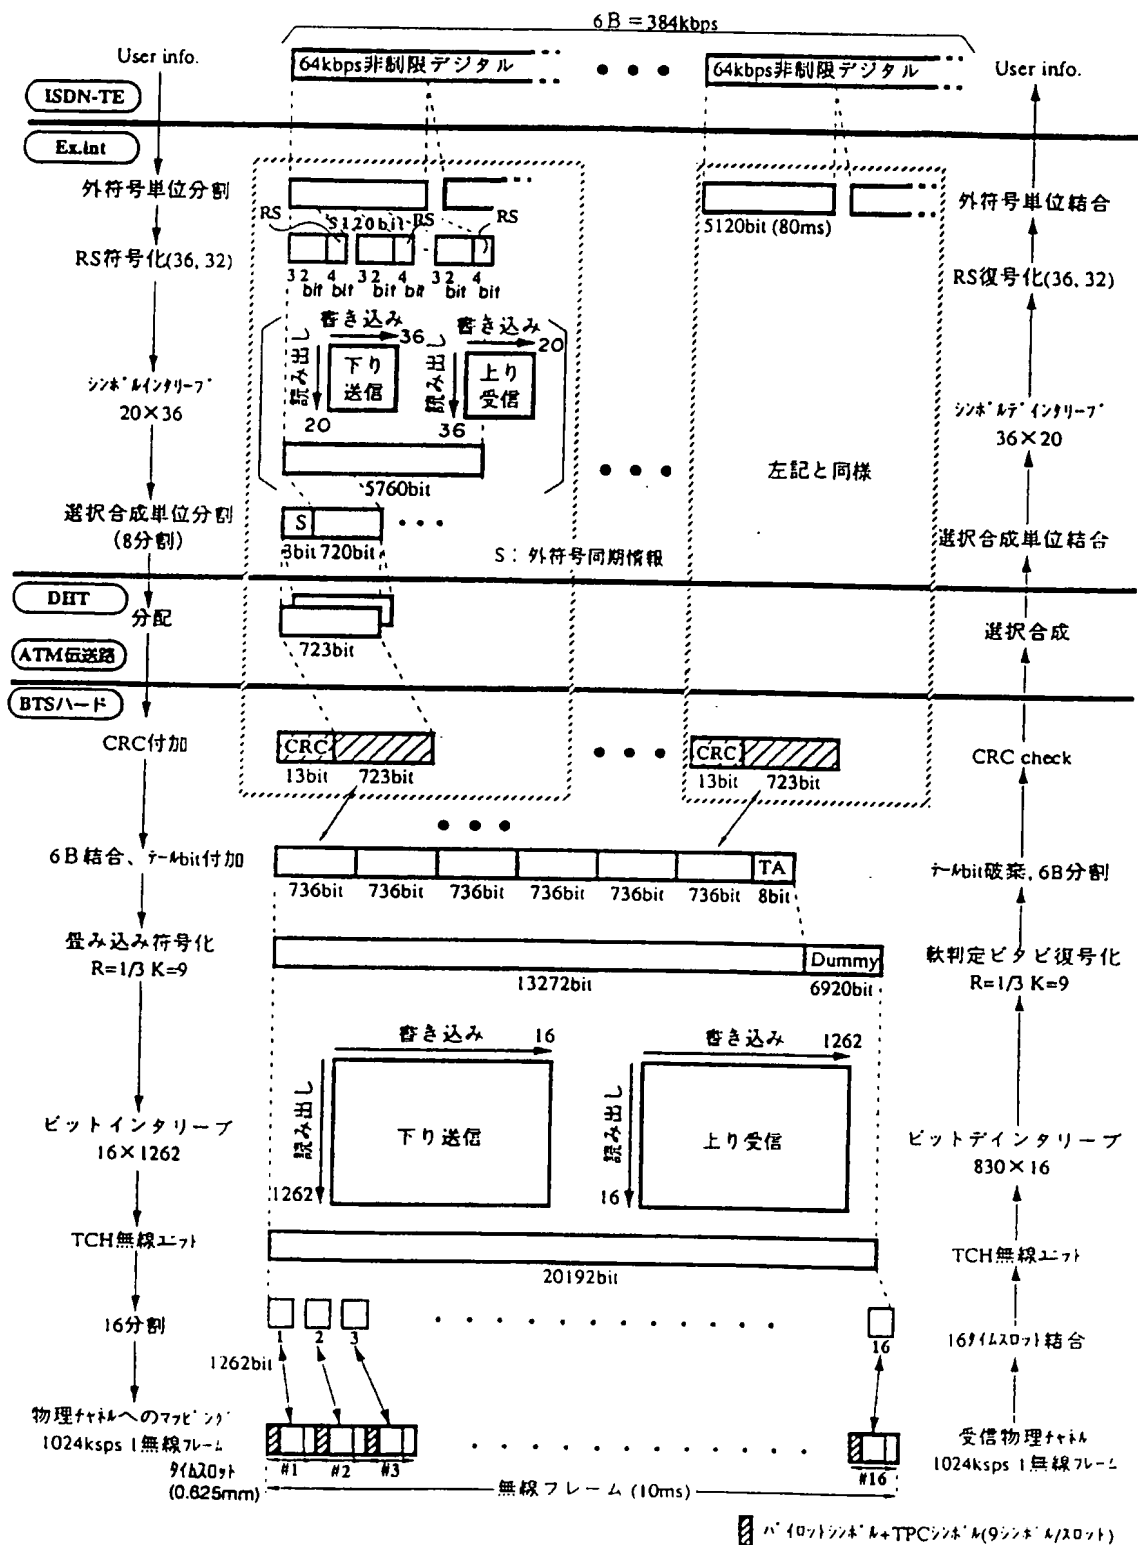 6B = 384kbps
User info.
64kbps非制限デジタル
64kbps非制限デジタル
User info.
ISDN-TE
Ex.int
外符号単位分割
外符号単位結合
RS
5120bit
RS
RS
5120bit (80ms)
RS符号化(36, 32)
RS復号化(36, 32)
32bit
4bit
32bit
4bit
32bit
4bit
書き込み
36
読み出し
下り
送信
20
書き込み
20
読み出し
上り
受信
36
シンボルインタリーブ
20×36
シンボルデインタリーブ
36×20
左記と同様
5760bit
選択合成単位分割
(8分割)
S
3bit 720bit
S: 外符号同期情報
選択合成単位結合
DHT
分配
723bit
選択合成
ATM伝送路
BTSハード
CRC付加
CRC
13bit 723bit
CRC
13bit 723bit
CRC check
6B結合、テールbit付加
TA
736bit 736bit 736bit 736bit 736bit 736bit 8bit
テールbit破棄, 6B分割
畳み込み符号化
R=1/3 K=9
Dummy
13272bit
6920bit
軟判定ビタビ復号化
R=1/3 K=9
書き込み
16
読み出し
下り送信
1262
書き込み
1262
読み出し
上り受信
16
ビットインタリーブ
16×1262
ビットデインタリーブ
830×16
TCH無線ユニット
20192bit
TCH無線ユニット
16分割
1 2 3
16
16タイムスロット結合
1262bit
物理チャネルへのマッピング
1024ksps 1無線フレーム
受信物理チャネル
1024ksps 1無線フレーム
タイムスロット
(0.625mm)
#1 #2 #3
#16
無線フレーム (10ms)
パイロットシンボル+TPCシンボル(9シンボル/スロット)